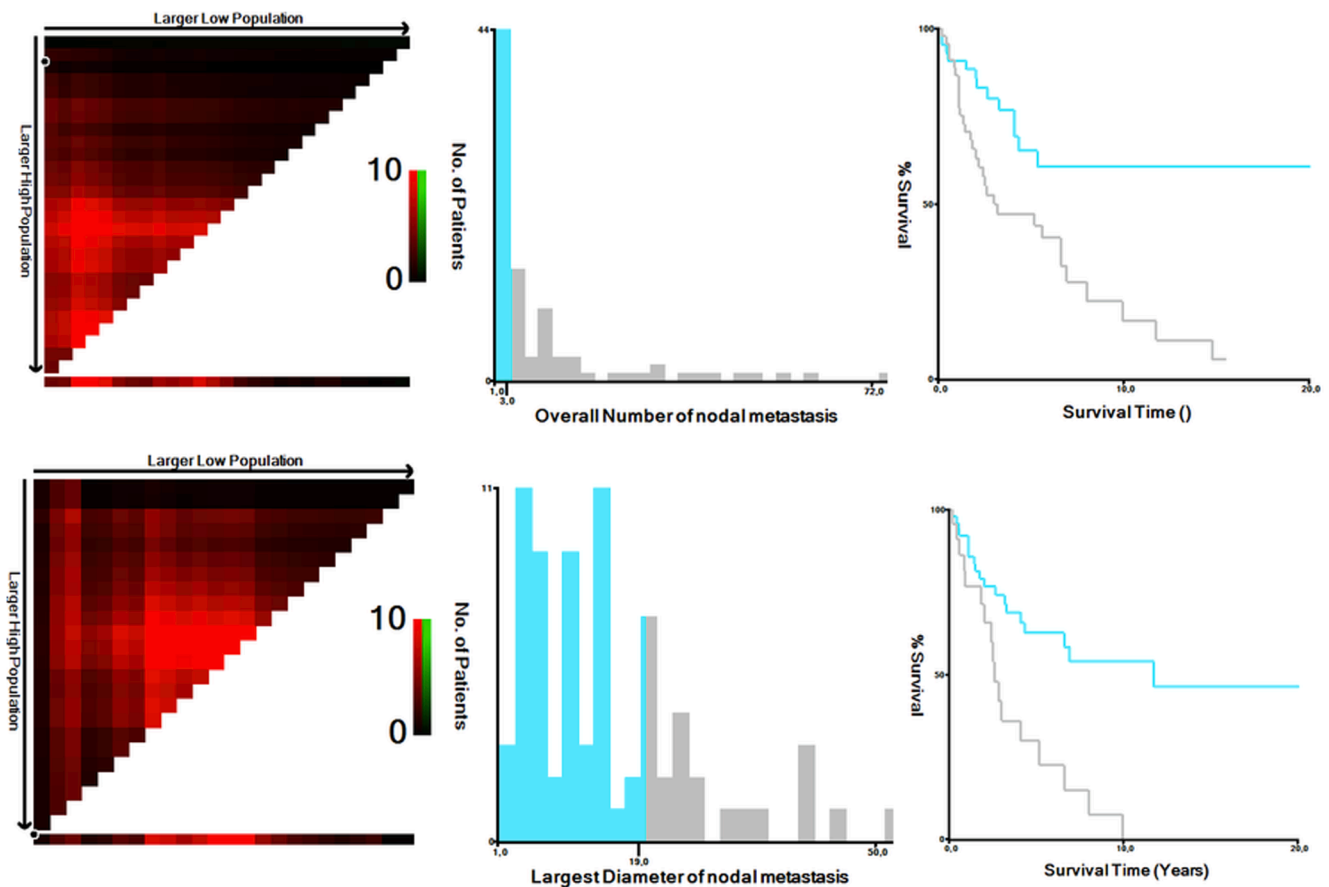 Larger Low Population
Larger High Population
10
0
No. of Patients
44
0
1,0
3,0
72,0
Overall Number of nodal metastasis
% Survival
100
50
0
0,0
10,0
20,0
Survival Time ()
Larger Low Population
Larger High Population
10
0
No. of Patients
11
0
1,0
19,0
50,0
Largest Diameter of nodal metastasis
% Survival
100
50
0
0,0
10,0
20,0
Survival Time (Years)